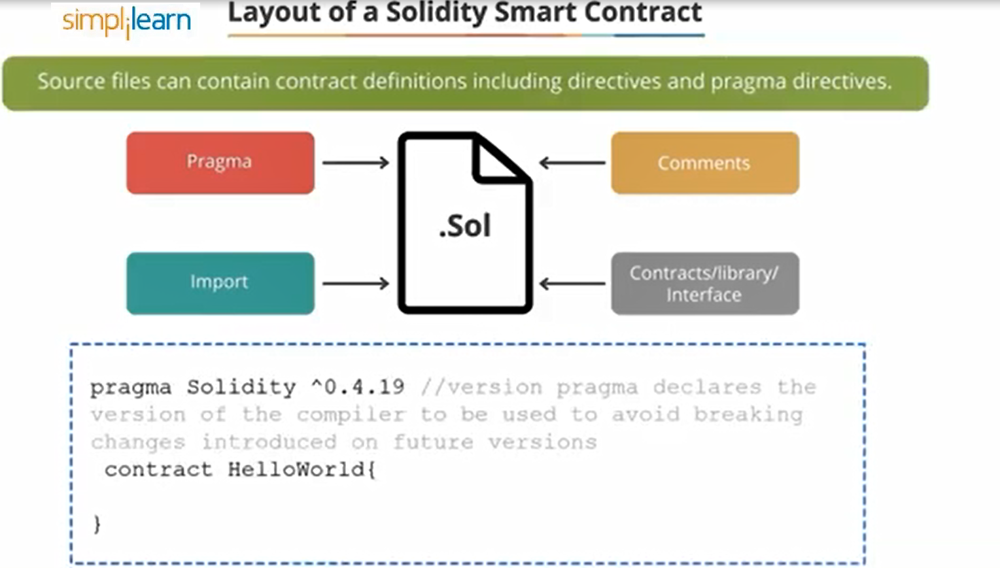 simplilearn
Layout of a Solidity Smart Contract
Source files can contain contract definitions including directives and pragma directives.
Pragma
Comments
.Sol
Import
Contracts/library/
Interface
pragma Solidity ^0.4.19 //version pragma declares the
version of the compiler to be used to avoid breaking
changes introduced on future versions
contract HelloWorld{
}